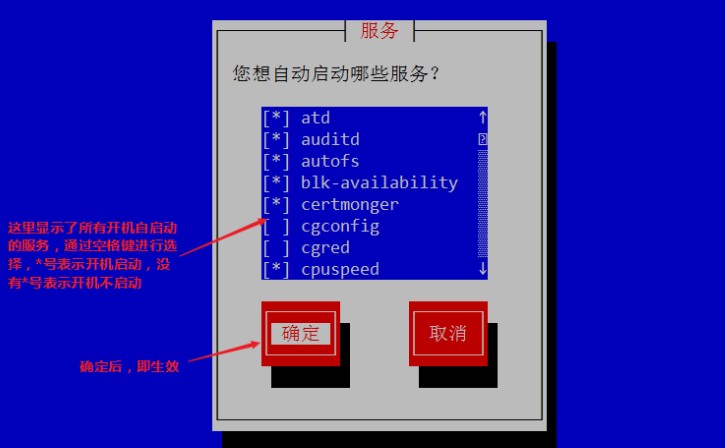 服务
您想自动启动哪些服务？
[*] atd
[*] auditd
[*] autofs
[*] blk-availability
[*] certmonger
[ ] cgconfig
[ ] cgred
[*] cpuspeed
这里显示了所有开机自启动
的服务，通过空格键进行选
择，*号表示开机启动，没
有*号表示开机不启动
确定 取消
确定后，即生效